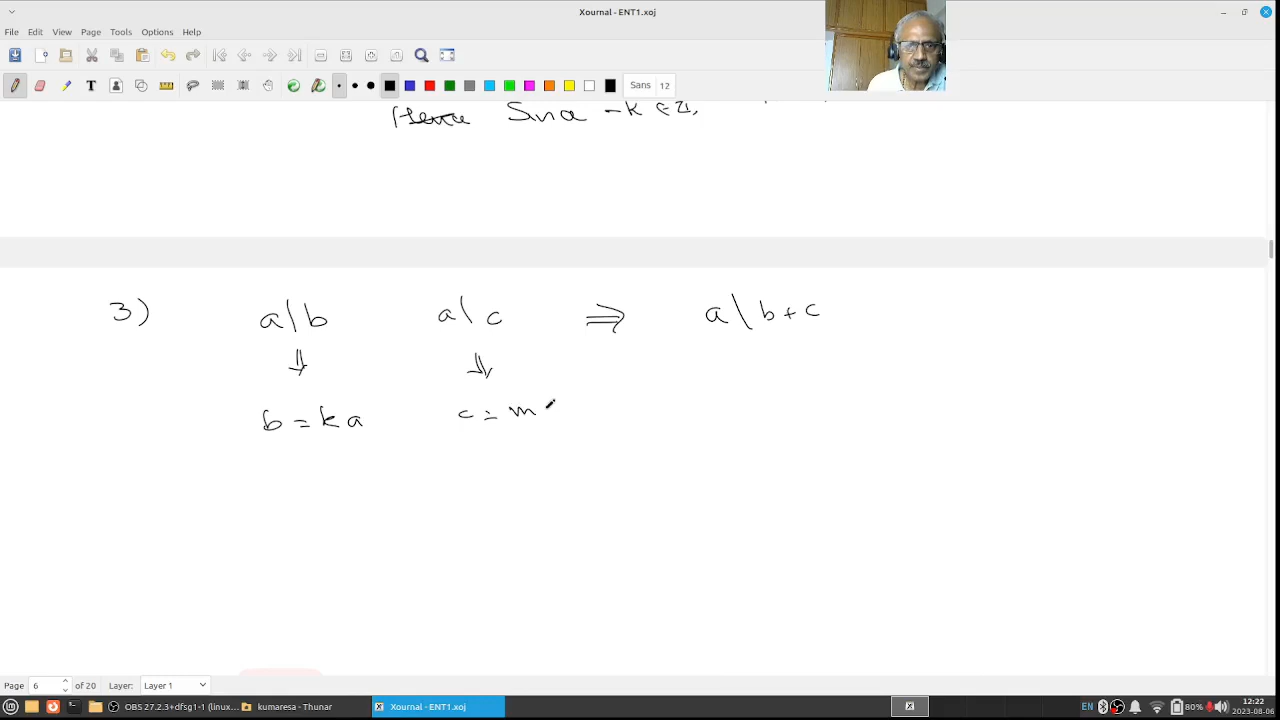 Xournal - ENT1.xoj
File Edit View Page Tools Options Help
T Sans 12
Hence Sna -k ∈ Z,
3) a\b a\c ⇒ a\b+c
⇓ ⇓
b = ka c = m
Page 6 of 20 Layer: Layer 1
OBS 27.2.3+dfsg1-1 (linux... kumaresa - Thunar Xournal - ENT1.xoj EN 80% 12:22
2023-08-06